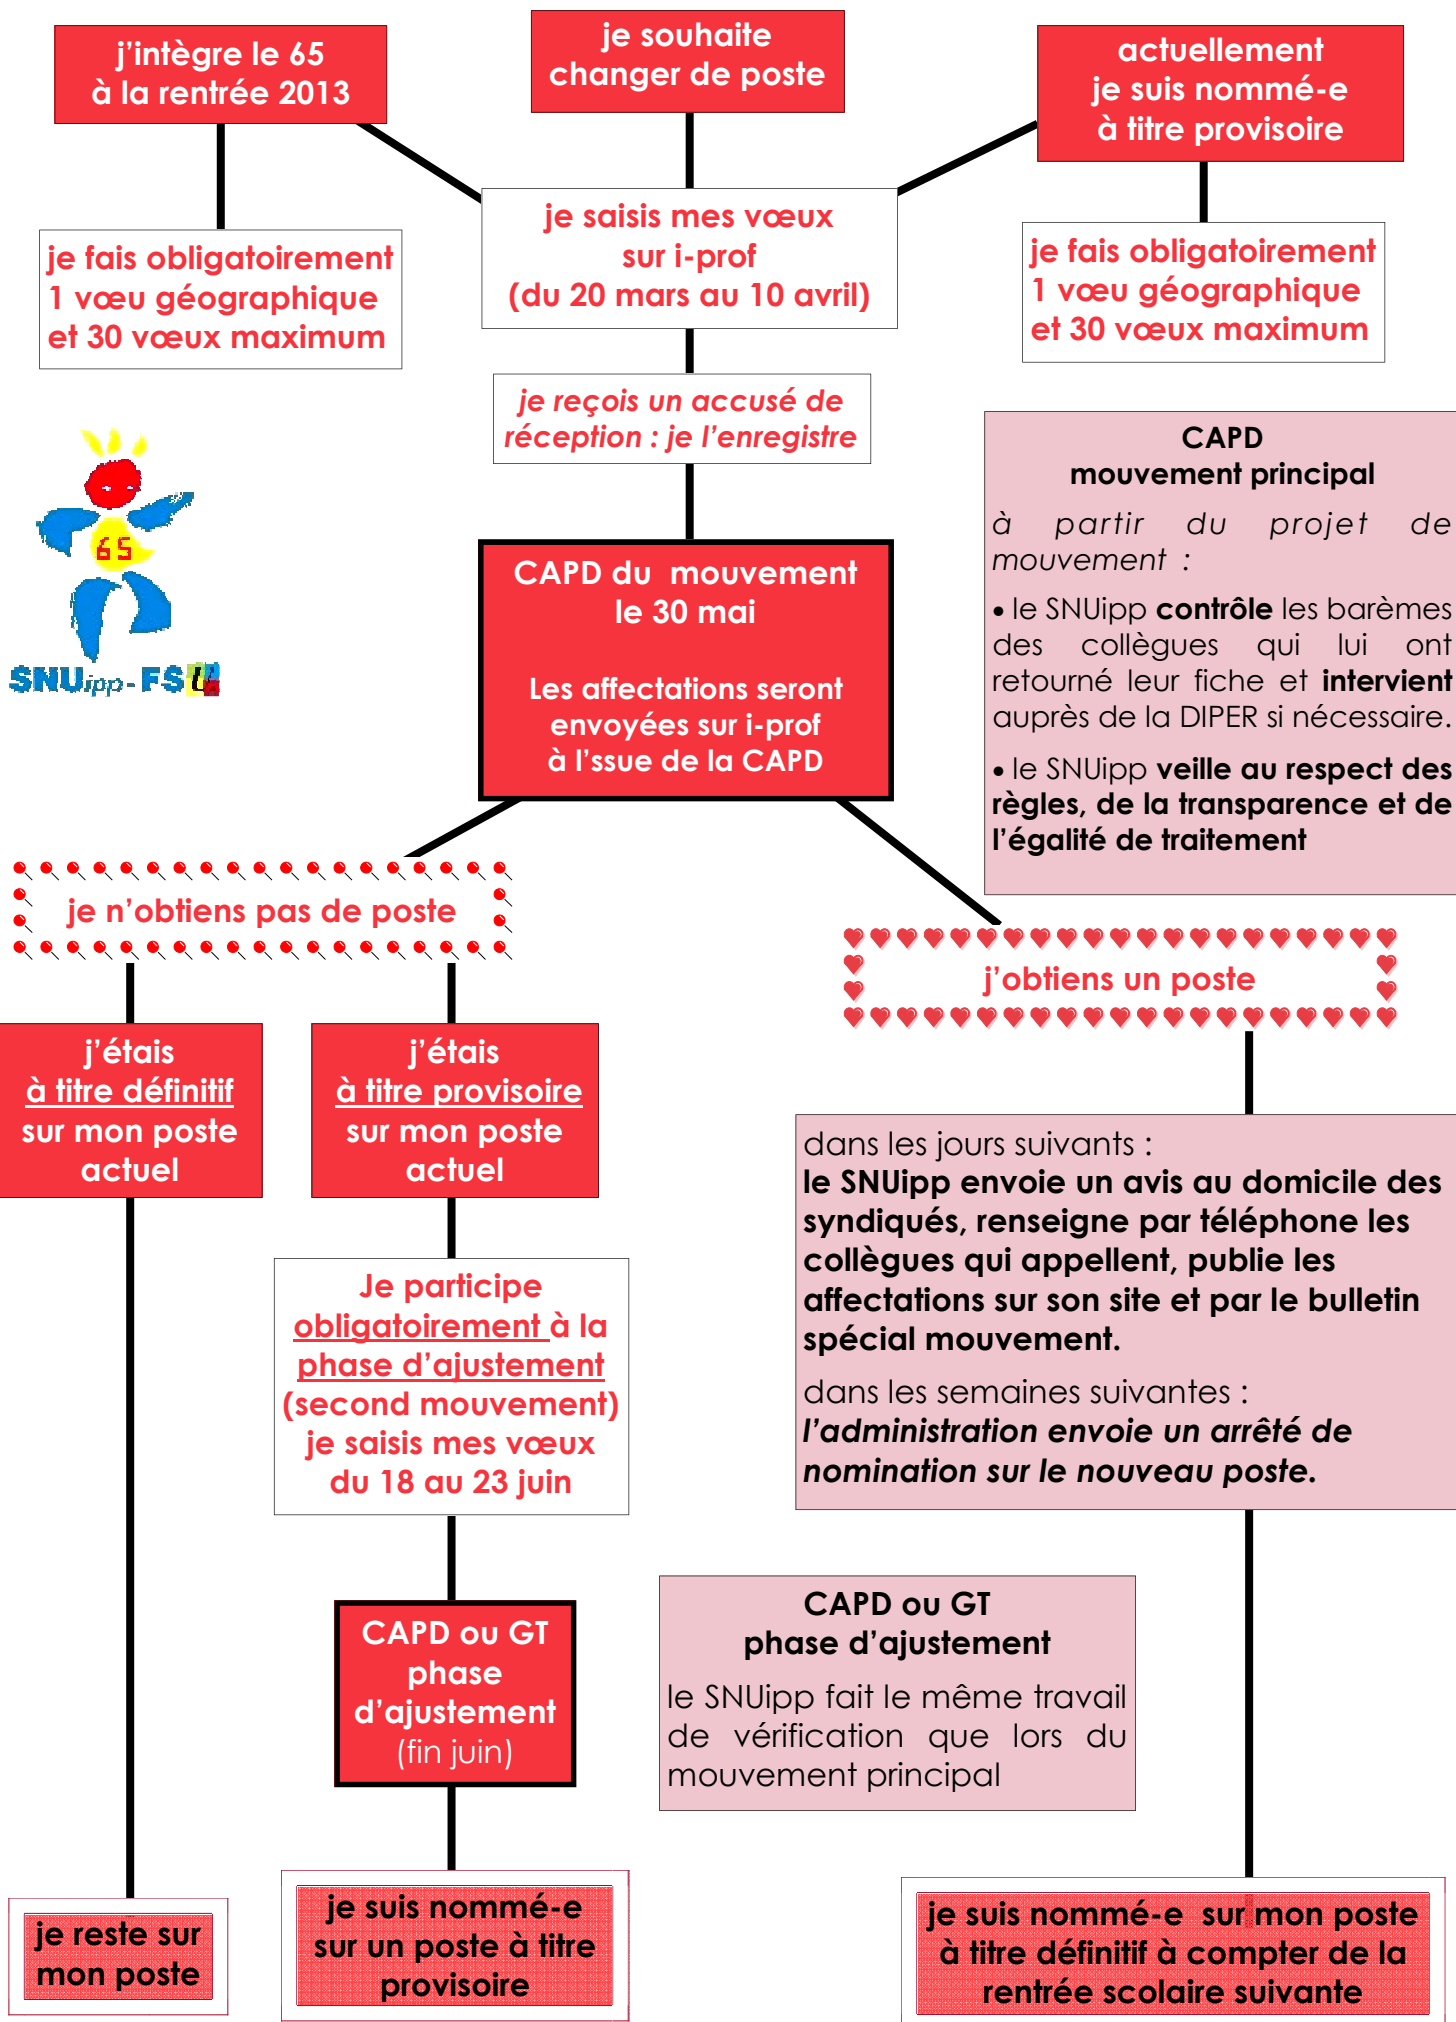 j'intègre le 65
à la rentrée 2013
je souhaite
changer de poste
actuellement
je suis nommé-e
à titre provisoire
je fais obligatoirement
1 vœu géographique
et 30 vœux maximum
je saisis mes vœux
sur i-prof
(du 20 mars au 10 avril)
je fais obligatoirement
1 vœu géographique
et 30 vœux maximum
je reçois un accusé de
réception : je l'enregistre
65
SNUipp-FSU
CAPD du mouvement
le 30 mai
Les affectations seront
envoyées sur i-prof
à l'ssue de la CAPD
CAPD
mouvement principal
à partir du projet de
mouvement :
• le SNUipp contrôle les barèmes
des collègues qui lui ont
retourné leur fiche et intervient
auprès de la DIPER si nécessaire.
• le SNUipp veille au respect des
règles, de la transparence et de
l'égalité de traitement
je n'obtiens pas de poste
j'obtiens un poste
j'étais
à titre définitif
sur mon poste
actuel
j'étais
à titre provisoire
sur mon poste
actuel
Je participe
obligatoirement à la
phase d'ajustement
(second mouvement)
je saisis mes vœux
du 18 au 23 juin
dans les jours suivants :
le SNUipp envoie un avis au domicile des
syndiqués, renseigne par téléphone les
collègues qui appellent, publie les
affectations sur son site et par le bulletin
spécial mouvement.
dans les semaines suivantes :
l'administration envoie un arrêté de
nomination sur le nouveau poste.
CAPD ou GT
phase
d'ajustement
(fin juin)
CAPD ou GT
phase d'ajustement
le SNUipp fait le même travail
de vérification que lors du
mouvement principal
je reste sur
mon poste
je suis nommé-e
sur un poste à titre
provisoire
je suis nommé-e sur mon poste
à titre définitif à compter de la
rentrée scolaire suivante